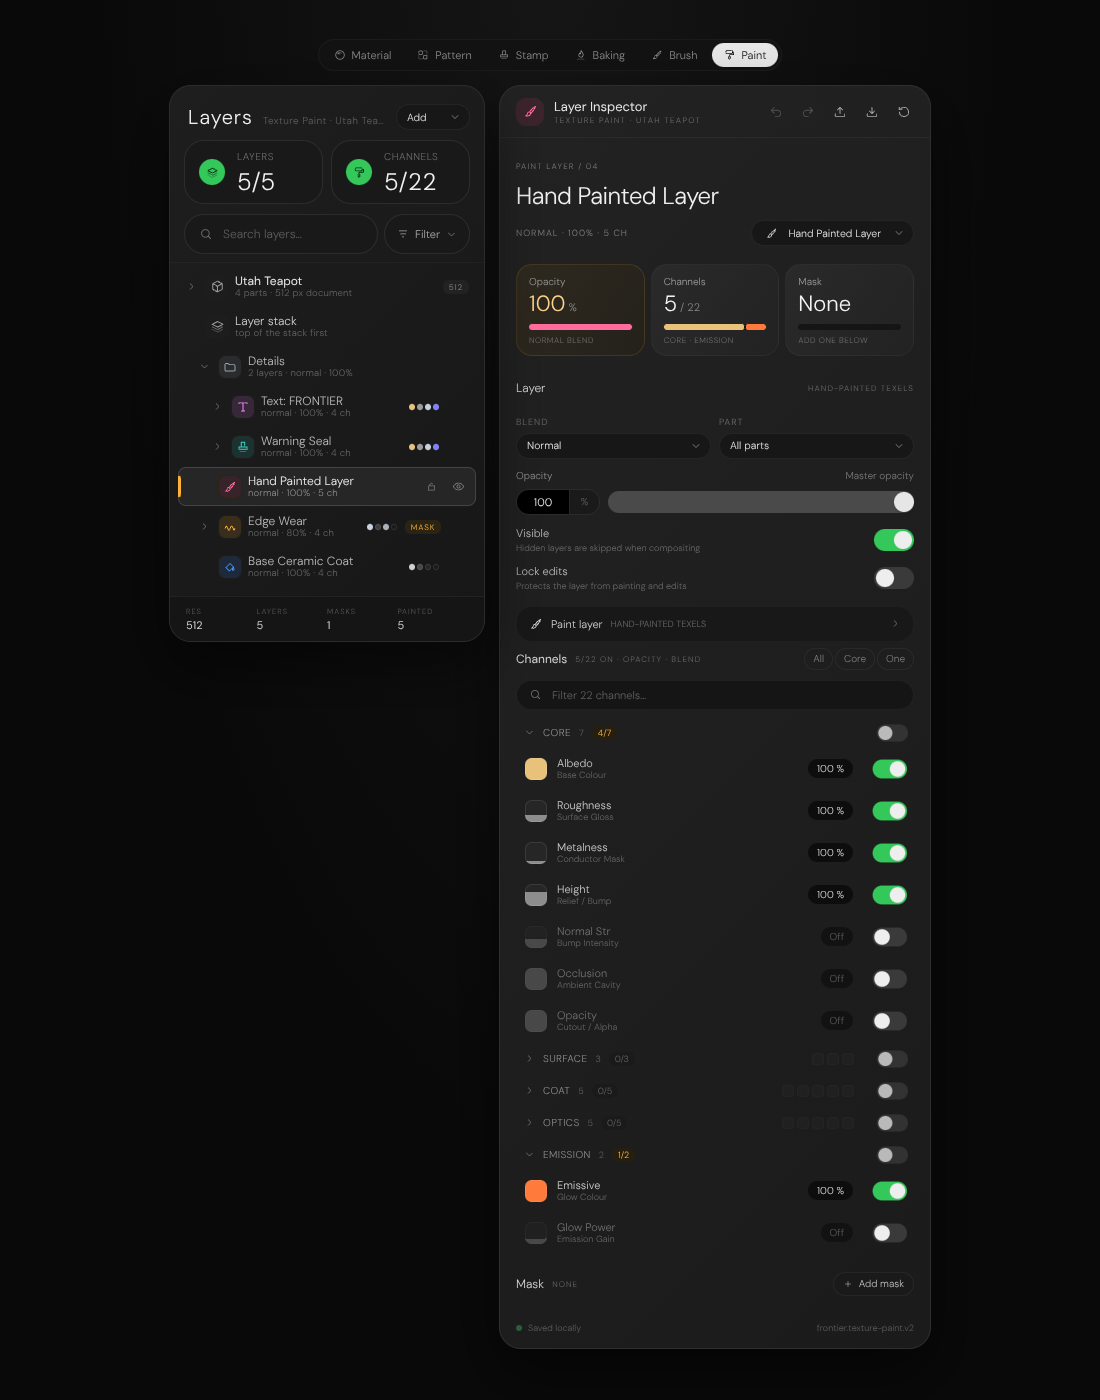 Material Pattern Stamp Baking Brush Paint
Layers Texture Paint · Utah Tea... Add
LAYERS
5/5
CHANNELS
5/22
Search layers... Filter
Utah Teapot
4 parts · 512 px document
512
Layer stack
top of the stack first
Details
2 layers · normal · 100%
Text: FRONTIER
normal · 100% · 4 ch
Warning Seal
normal · 100% · 4 ch
Hand Painted Layer
normal · 100% · 5 ch
Edge Wear
normal · 80% · 4 ch
MASK
Base Ceramic Coat
normal · 100% · 4 ch
RES LAYERS MASKS PAINTED
512 5 1 5
Layer Inspector
TEXTURE PAINT · UTAH TEAPOT
PAINT LAYER / 04
Hand Painted Layer
NORMAL · 100% · 5 CH
Hand Painted Layer
Opacity
100 %
NORMAL BLEND
Channels
5 / 22
CORE · EMISSION
Mask
None
ADD ONE BELOW
Layer HAND-PAINTED TEXELS
BLEND PART
Normal All parts
Opacity Master opacity
100 %
Visible
Hidden layers are skipped when compositing
Lock edits
Protects the layer from painting and edits
Paint layer HAND-PAINTED TEXELS
Channels 5/22 ON · OPACITY · BLEND All Core One
Filter 22 channels...
CORE 7 4/7
Albedo
Base Colour
100 %
Roughness
Surface Gloss
100 %
Metalness
Conductor Mask
100 %
Height
Relief / Bump
100 %
Normal Str
Bump Intensity
Off
Occlusion
Ambient Cavity
Off
Opacity
Cutout / Alpha
Off
SURFACE 3 0/3
COAT 5 0/5
OPTICS 5 0/5
EMISSION 2 1/2
Emissive
Glow Colour
100 %
Glow Power
Emission Gain
Off
Mask NONE + Add mask
Saved locally frontier.texture-paint.v2